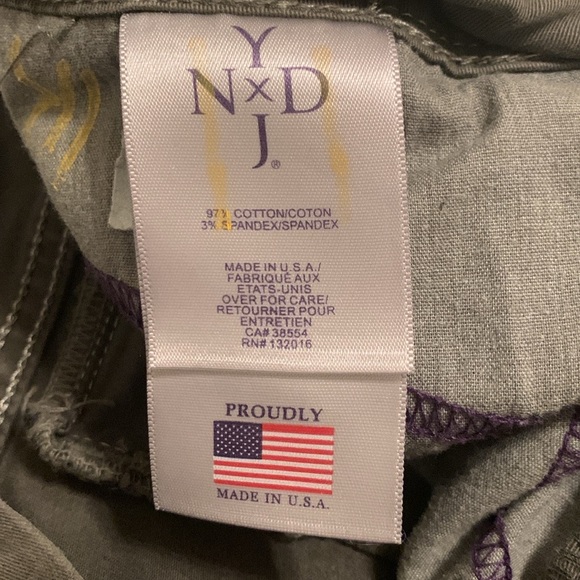 Y
N X D
J®
97% COTTON/COTON
3% SPANDEX/SPANDEX
MADE IN U.S.A./
FABRIQUÉ AUX
ETATS-UNIS
OVER FOR CARE/
RETOURNER POUR
ENTRETIEN
CA# 38554
RN# 132016
PROUDLY
MADE IN U.S.A.